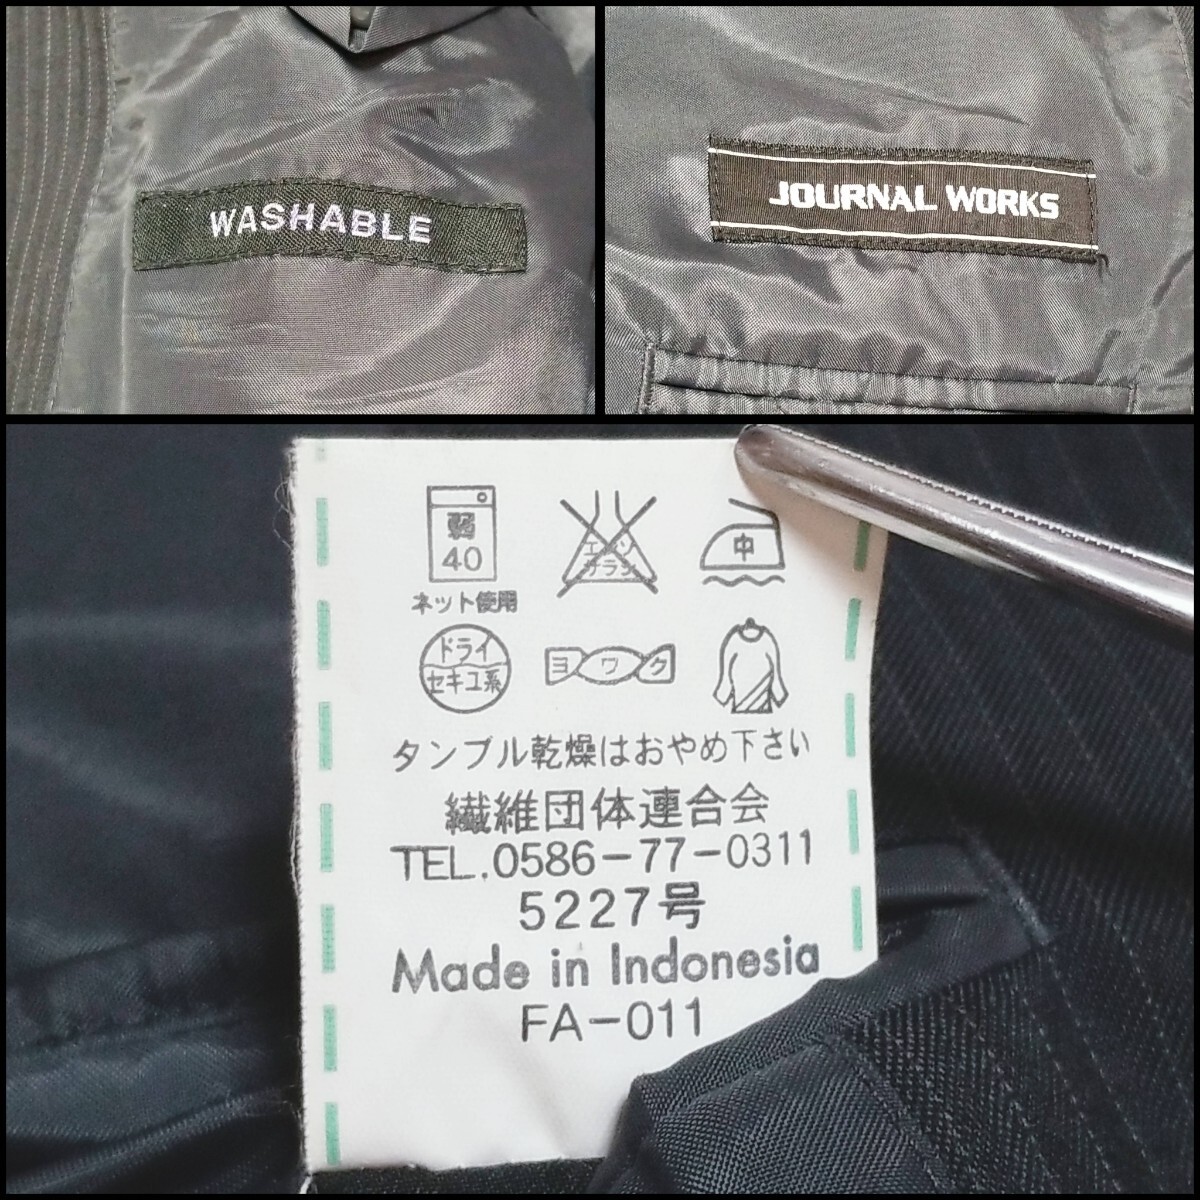 WASHABLE
JOURNAL WORKS
弱
40
エンソ
サラシ
中
ネット使用
ドライ
セキユ系
ヨワク
タンブル乾燥はおやめ下さい
繊維団体連合会
TEL.0586-77-0311
5227号
Made in Indonesia
FA-011